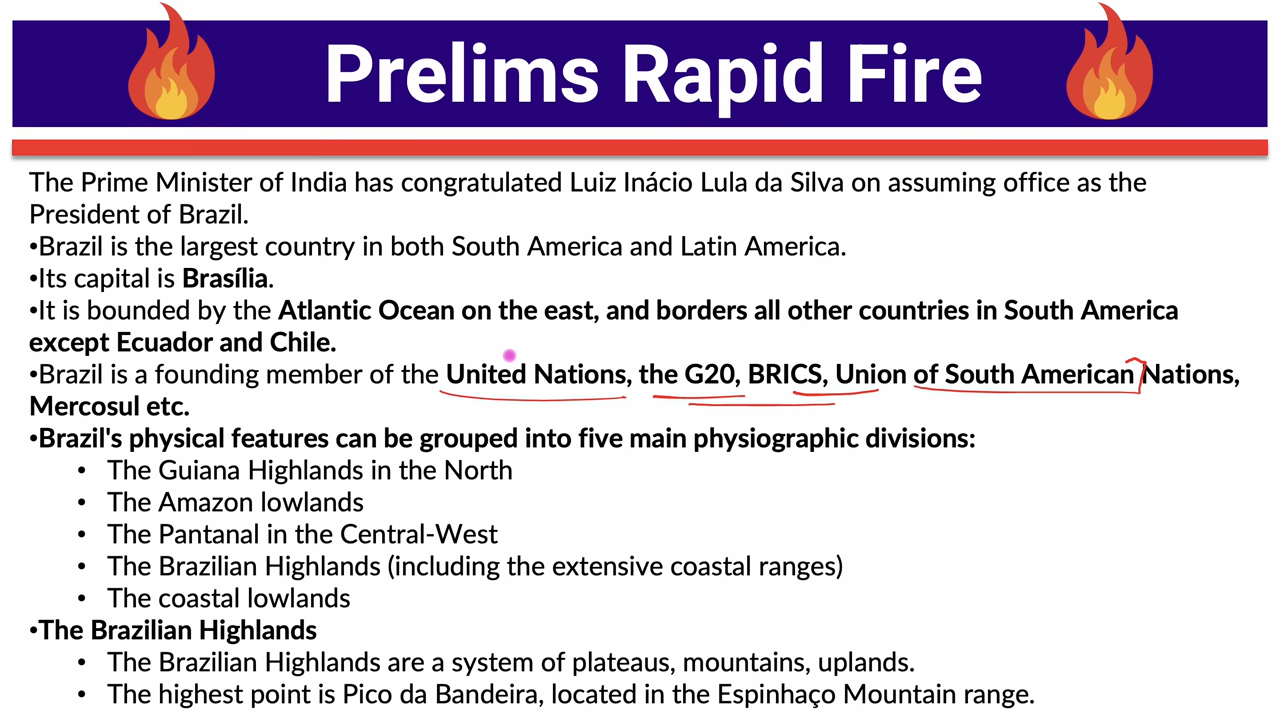 Prelims Rapid Fire
The Prime Minister of India has congratulated Luiz Inácio Lula da Silva on assuming office as the
President of Brazil.
•Brazil is the largest country in both South America and Latin America.
•Its capital is Brasília.
•It is bounded by the Atlantic Ocean on the east, and borders all other countries in South America
except Ecuador and Chile.
•Brazil is a founding member of the United Nations, the G20, BRICS, Union of South American Nations,
Mercosul etc.
•Brazil's physical features can be grouped into five main physiographic divisions:
• The Guiana Highlands in the North
• The Amazon lowlands
• The Pantanal in the Central-West
• The Brazilian Highlands (including the extensive coastal ranges)
• The coastal lowlands
•The Brazilian Highlands
• The Brazilian Highlands are a system of plateaus, mountains, uplands.
• The highest point is Pico da Bandeira, located in the Espinhaço Mountain range.